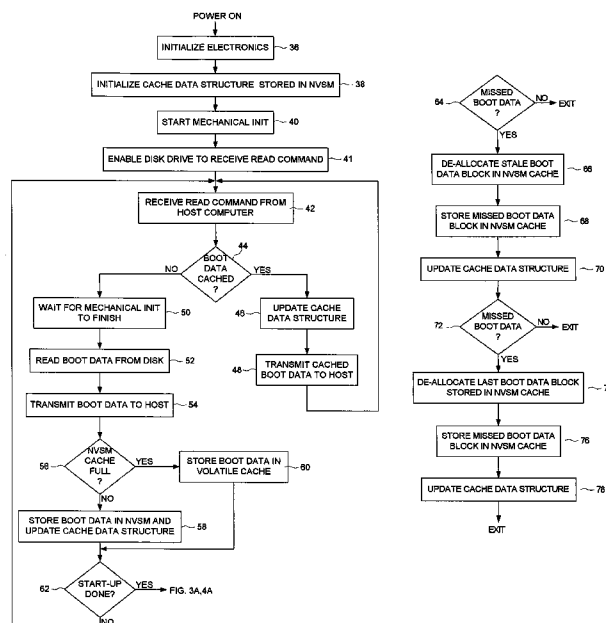 POWER ON
INITIALIZE ELECTRONICS
36
INITIALIZE CACHE DATA STRUCTURE STORED IN NVSM
38
START MECHANICAL INIT
40
ENABLE DISK DRIVE TO RECEIVE READ COMMAND
41
RECEIVE READ COMMAND FROM
HOST COMPUTER
42
44
BOOT
DATA CACHED
?
NO
YES
WAIT FOR MECHANICAL INIT
TO FINISH
50
UPDATE CACHE
DATA STRUCTURE
46
READ BOOT DATA FROM DISK
52
TRANSMIT CACHED
BOOT DATA TO HOST
48
TRANSMIT BOOT DATA TO HOST
54
NVSM
CACHE
FULL
?
56
YES
STORE BOOT DATA IN
VOLATILE CACHE
60
NO
STORE BOOT DATA IN NVSM AND
UPDATE CACHE DATA STRUCTURE
58
START-UP
DONE?
62
YES
FIG. 3A,4A
NO
MISSED
BOOT DATA
?
64
NO
EXIT
YES
DE-ALLOCATE STALE BOOT
DATA BLOCK IN NVSM CACHE
66
STORE MISSED BOOT DATA
BLOCK IN NVSM CACHE
68
UPDATE CACHE DATA STRUCTURE
70
MISSED
BOOT DATA
?
72
NO
EXIT
YES
DE-ALLOCATE LAST BOOT DATA BLOCK
STORED IN NVSM CACHE
STORE MISSED BOOT DATA
BLOCK IN NVSM CACHE
76
UPDATE CACHE DATA STRUCTURE
78
EXIT